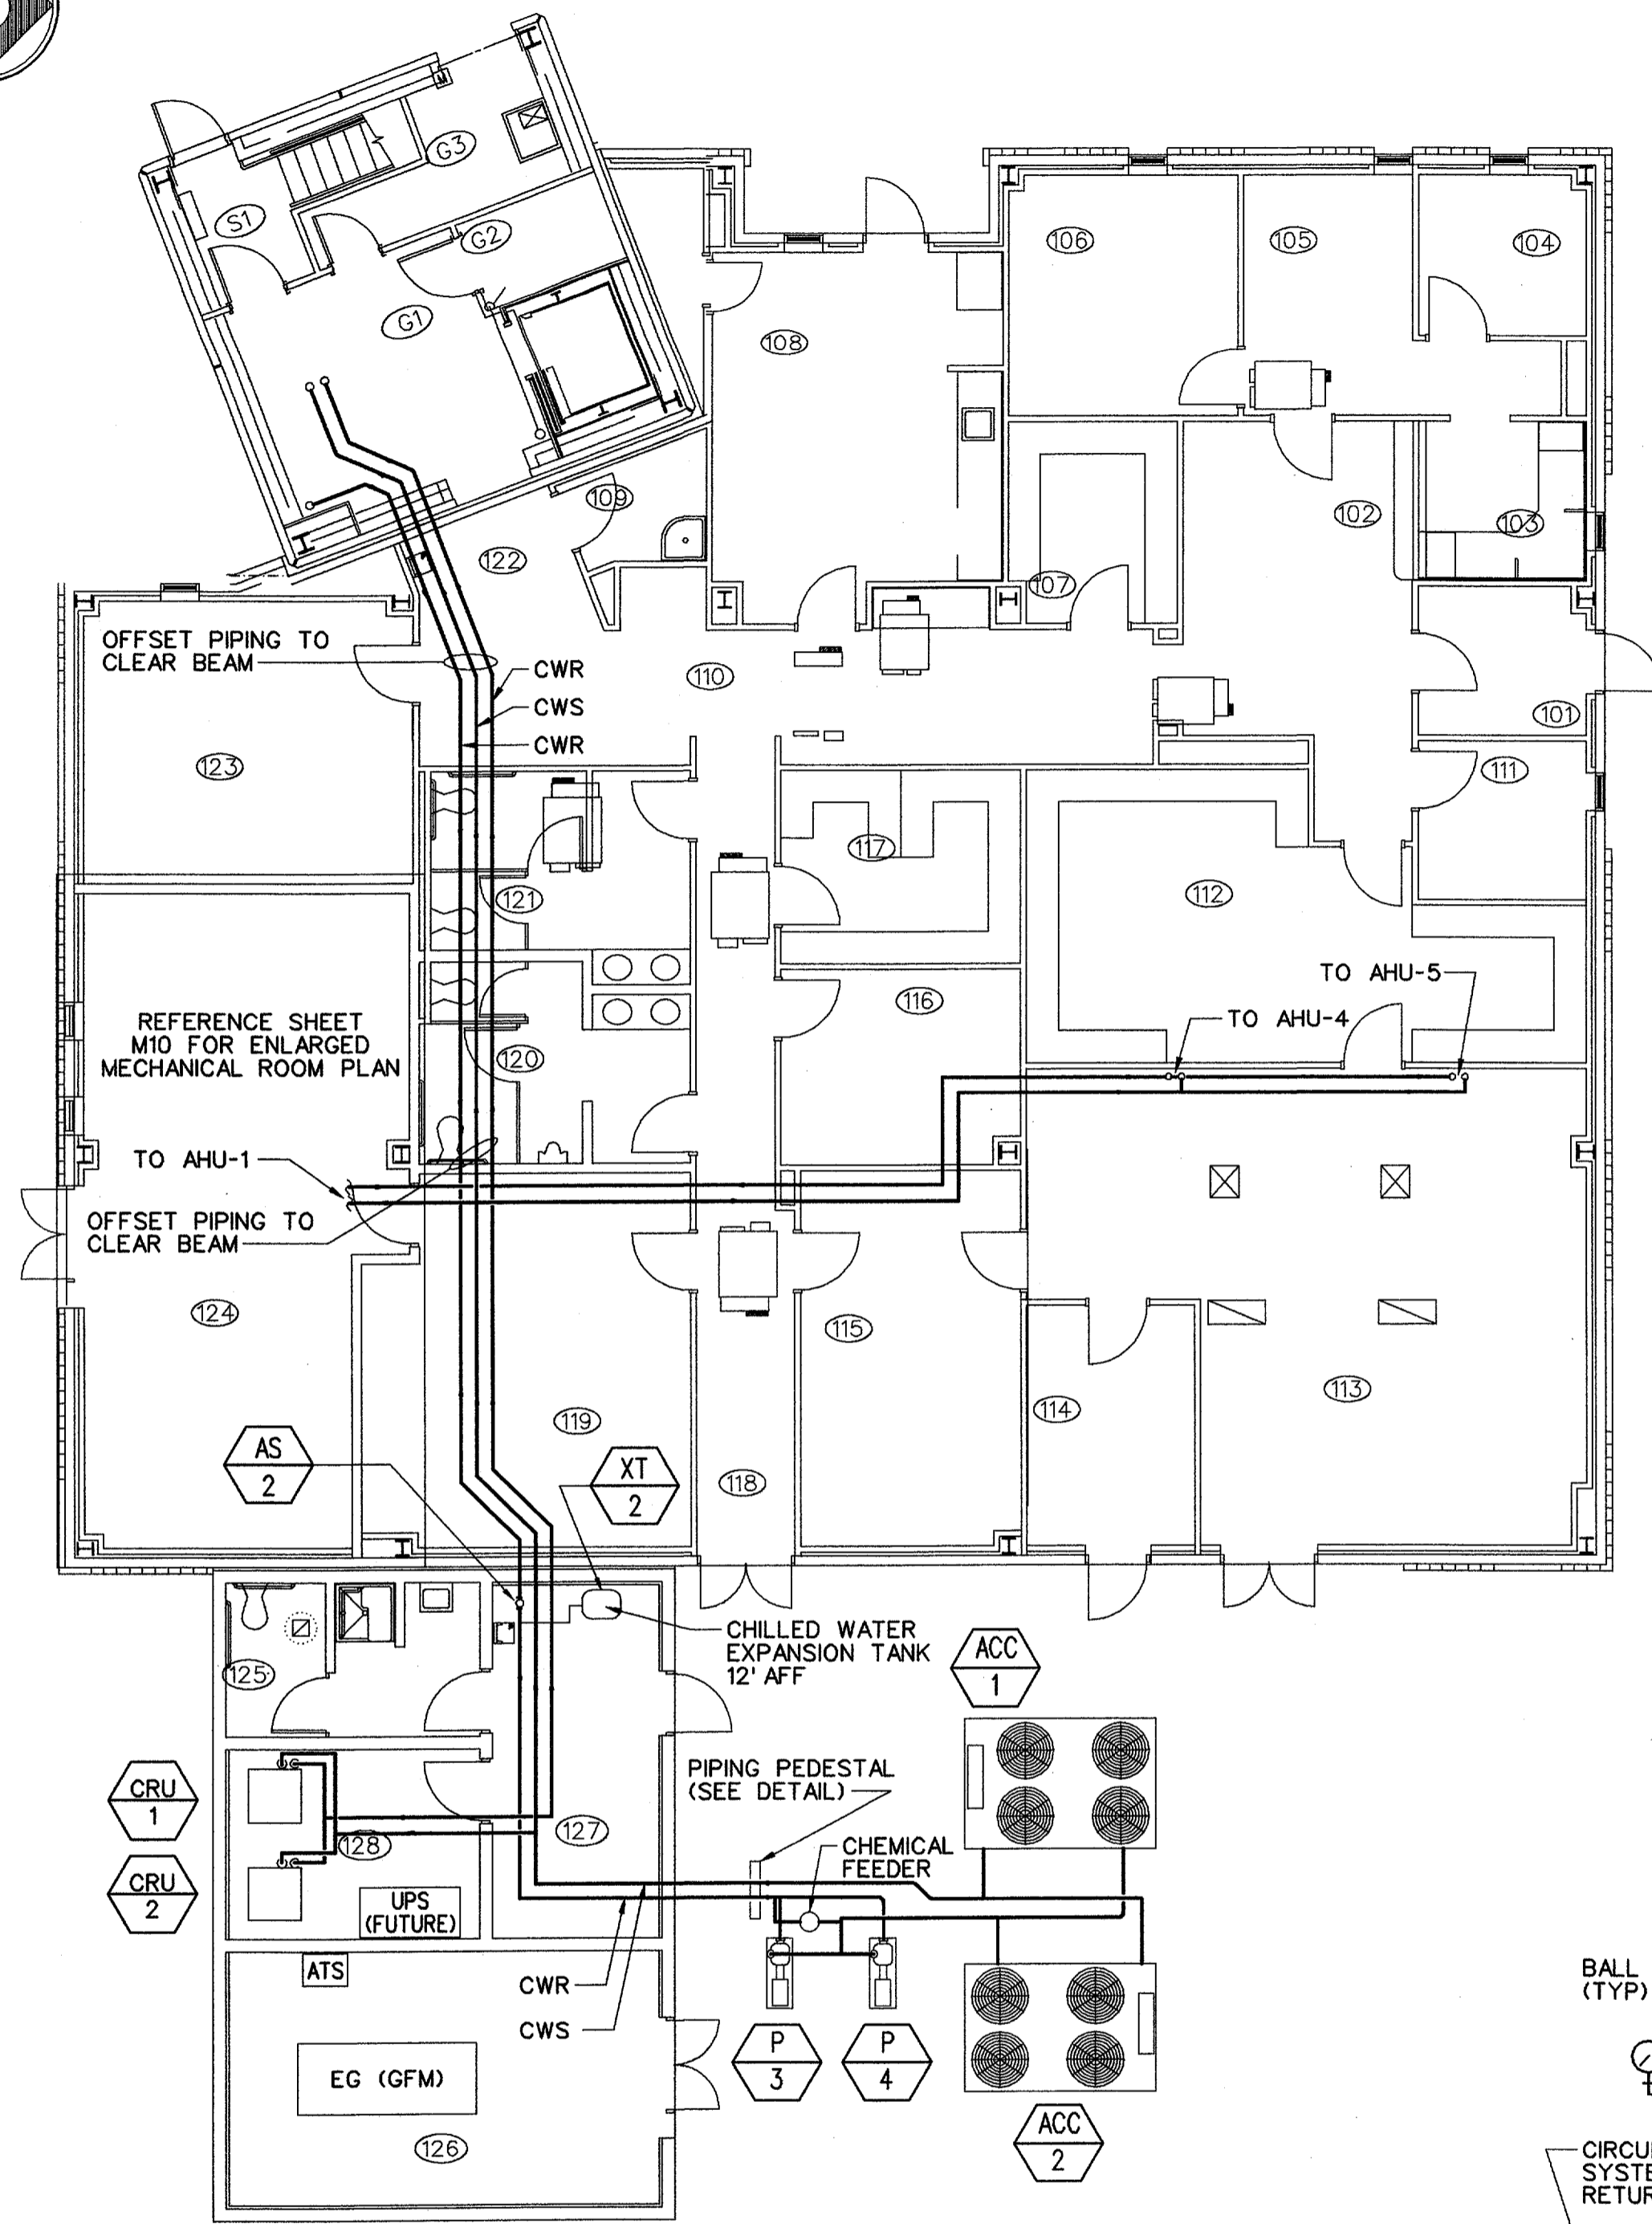 G3
S1
G2
G1
106
105
104
108
109
102
103
107
122
OFFSET PIPING TO
CLEAR BEAM
CWR
CWS
CWR
110
101
123
111
117
112
121
TO AHU-5
116
TO AHU-4
REFERENCE SHEET
M10 FOR ENLARGED
MECHANICAL ROOM PLAN
120
TO AHU-1
OFFSET PIPING TO
CLEAR BEAM
124
115
113
114
119
AS
2
XT
2
118
CHILLED WATER
EXPANSION TANK
12' AFF
ACC
1
125
PIPING PEDESTAL
(SEE DETAIL)
CRU
1
127
128
CHEMICAL
FEEDER
CRU
2
UPS
(FUTURE)
ATS
CWR
CWS
BALL
(TYP)
P
3
P
4
EG (GFM)
ACC
2
126